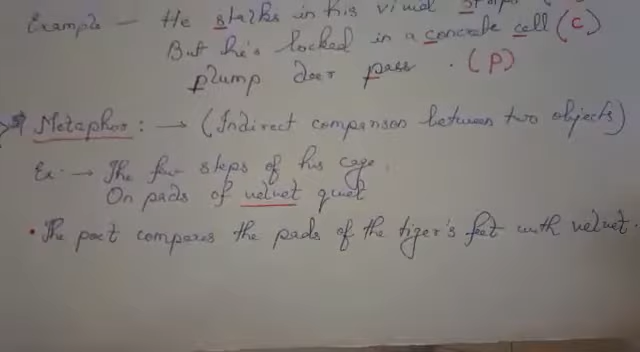 Example - He stalks in his vivid
But he's locked in a concrete cell (C)
plump deer pass. (P)
Metaphor: → (Indirect comparison between two objects)
Ex: → The few steps of his cage
On pads of velvet quiet
• The poet compares the pads of the tiger's feet with velvet.